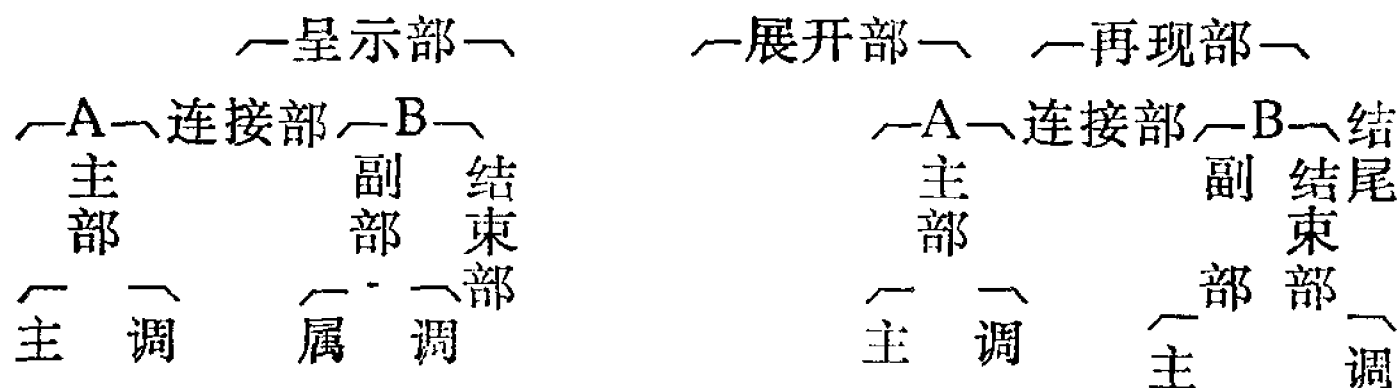 呈示部 展开部 再现部
A 连接部 B A 连接部 B 结尾
主部 副部 结束部 主部 副部 结束部
主调 属调 主调 主调